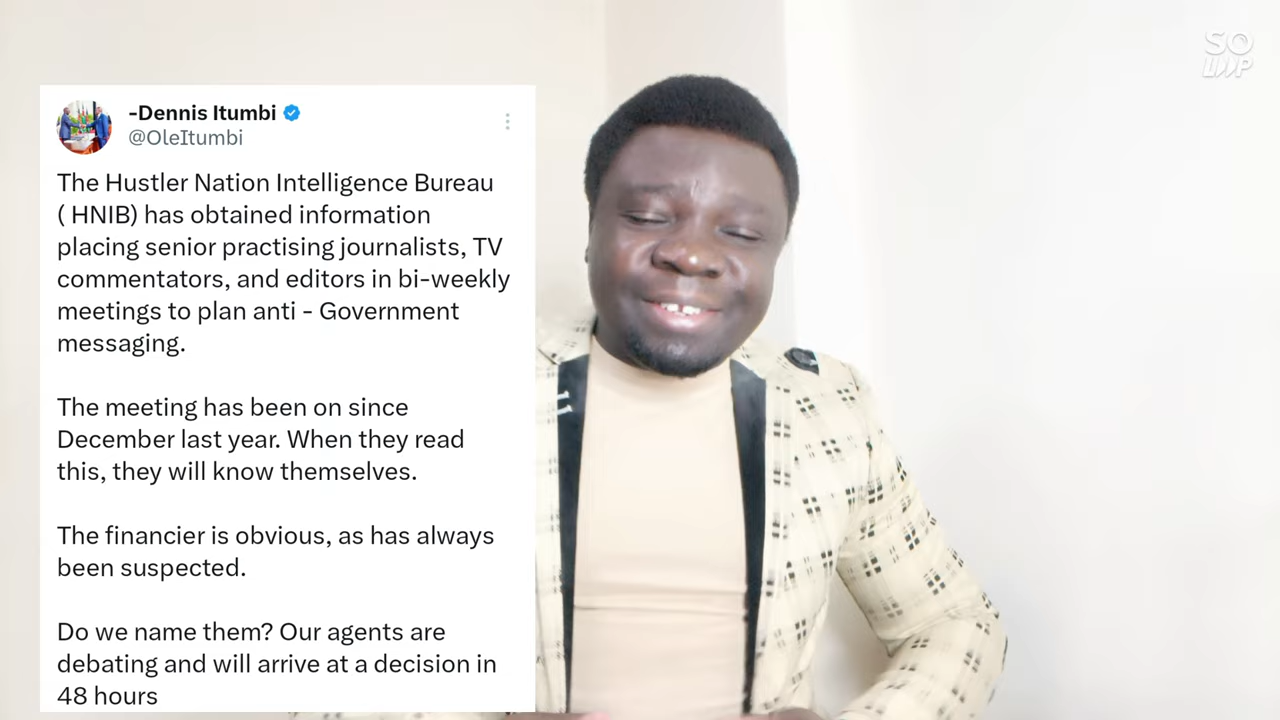 -Dennis Itumbi
@OleItumbi
The Hustler Nation Intelligence Bureau
( HNIB) has obtained information
placing senior practising journalists, TV
commentators, and editors in bi-weekly
meetings to plan anti - Government
messaging.
The meeting has been on since
December last year. When they read
this, they will know themselves.
The financier is obvious, as has always
been suspected.
Do we name them? Our agents are
debating and will arrive at a decision in
48 hours
SO
LOOP